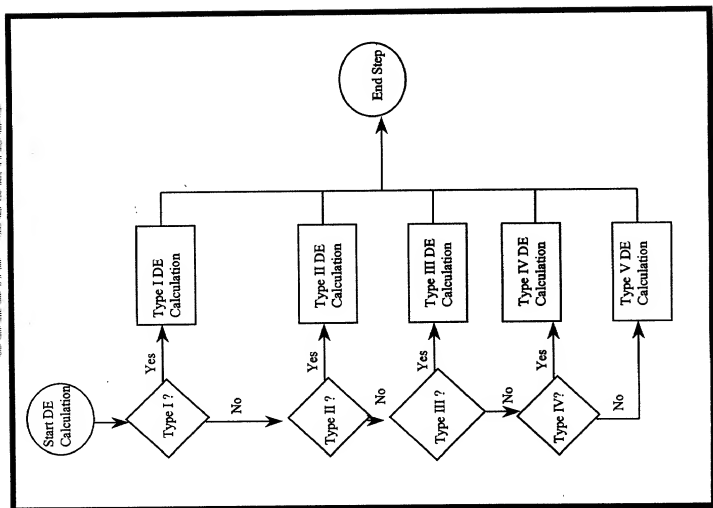 Start DE
Calculation
Type I ?
Yes
Type I DE
Calculation
No
Type II ?
Yes
Type II DE
Calculation
No
Type III ?
Yes
Type III DE
Calculation
No
Type IV?
Yes
Type IV DE
Calculation
No
Type V DE
Calculation
End Step